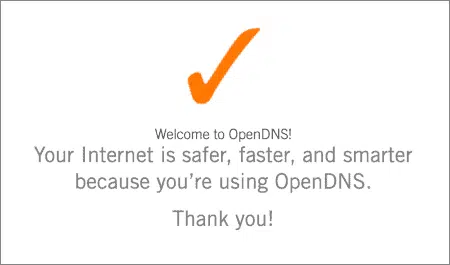 Welcome to OpenDNS!
Your Internet is safer, faster, and smarter
because you're using OpenDNS.
Thank you!